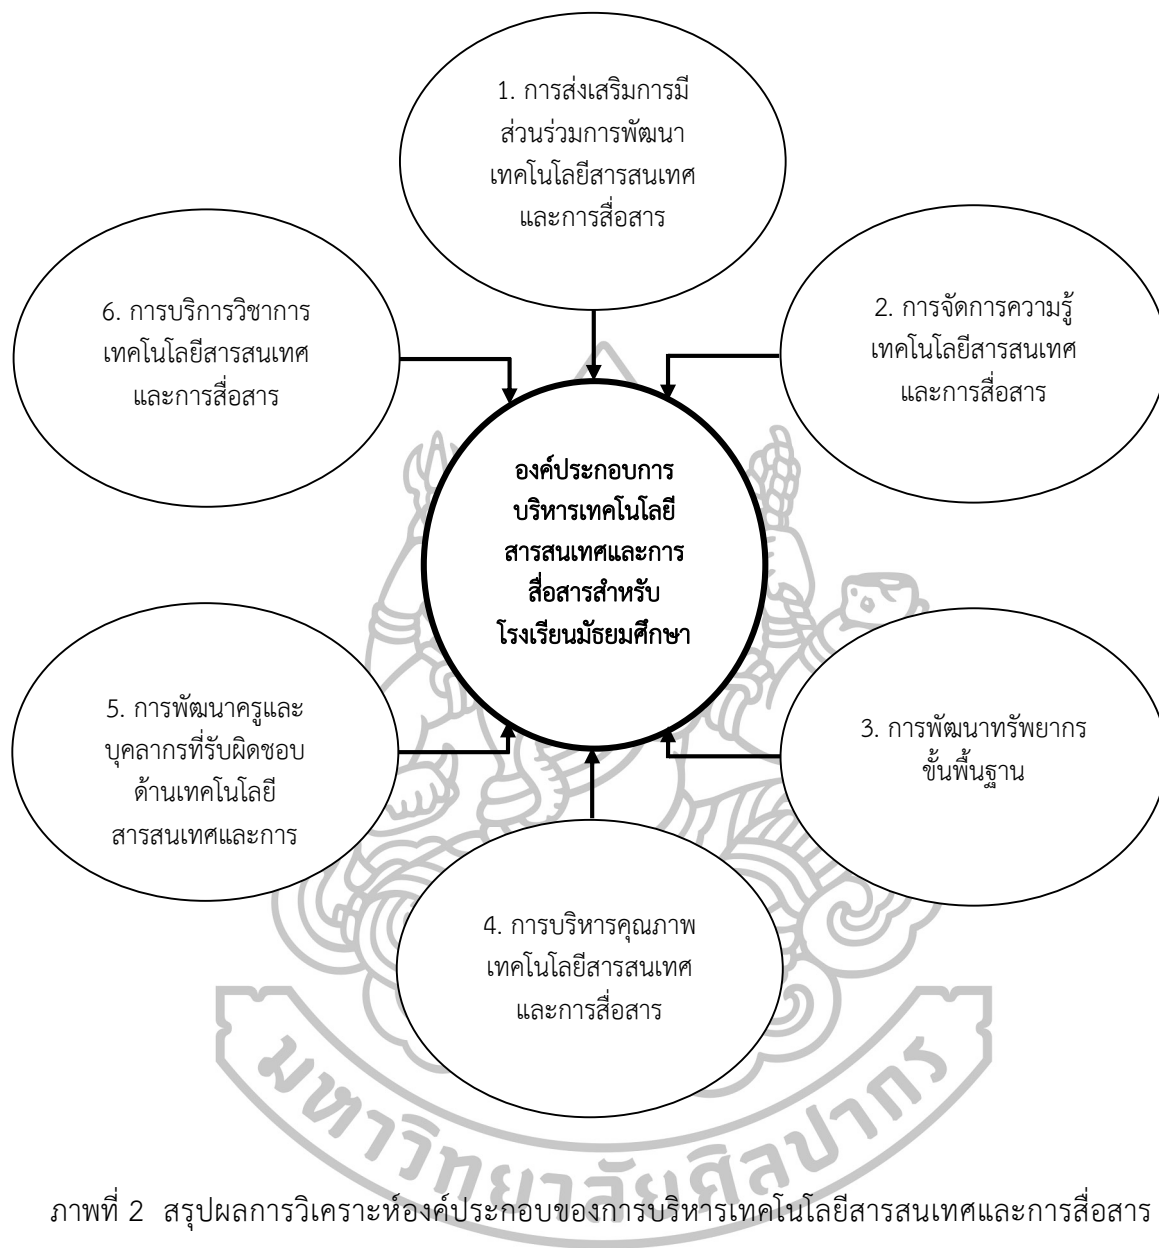 1. การส่งเสริมการมี
ส่วนร่วมการพัฒนา
เทคโนโลยีสารสนเทศ
และการสื่อสาร
2. การจัดการความรู้
เทคโนโลยีสารสนเทศ
และการสื่อสาร
3. การพัฒนาทรัพยากร
ขั้นพื้นฐาน
4. การบริหารคุณภาพ
เทคโนโลยีสารสนเทศ
และการสื่อสาร
5. การพัฒนาครูและ
บุคลากรที่รับผิดชอบ
ด้านเทคโนโลยี
สารสนเทศและการ
6. การบริการวิชาการ
เทคโนโลยีสารสนเทศ
และการสื่อสาร
องค์ประกอบการ
บริหารเทคโนโลยี
สารสนเทศและการ
สื่อสารสำหรับ
โรงเรียนมัธยมศึกษา
มหาวิทยาลัยศิลปากร
ภาพที่ 2 สรุปผลการวิเคราะห์องค์ประกอบของการบริหารเทคโนโลยีสารสนเทศและการสื่อสาร